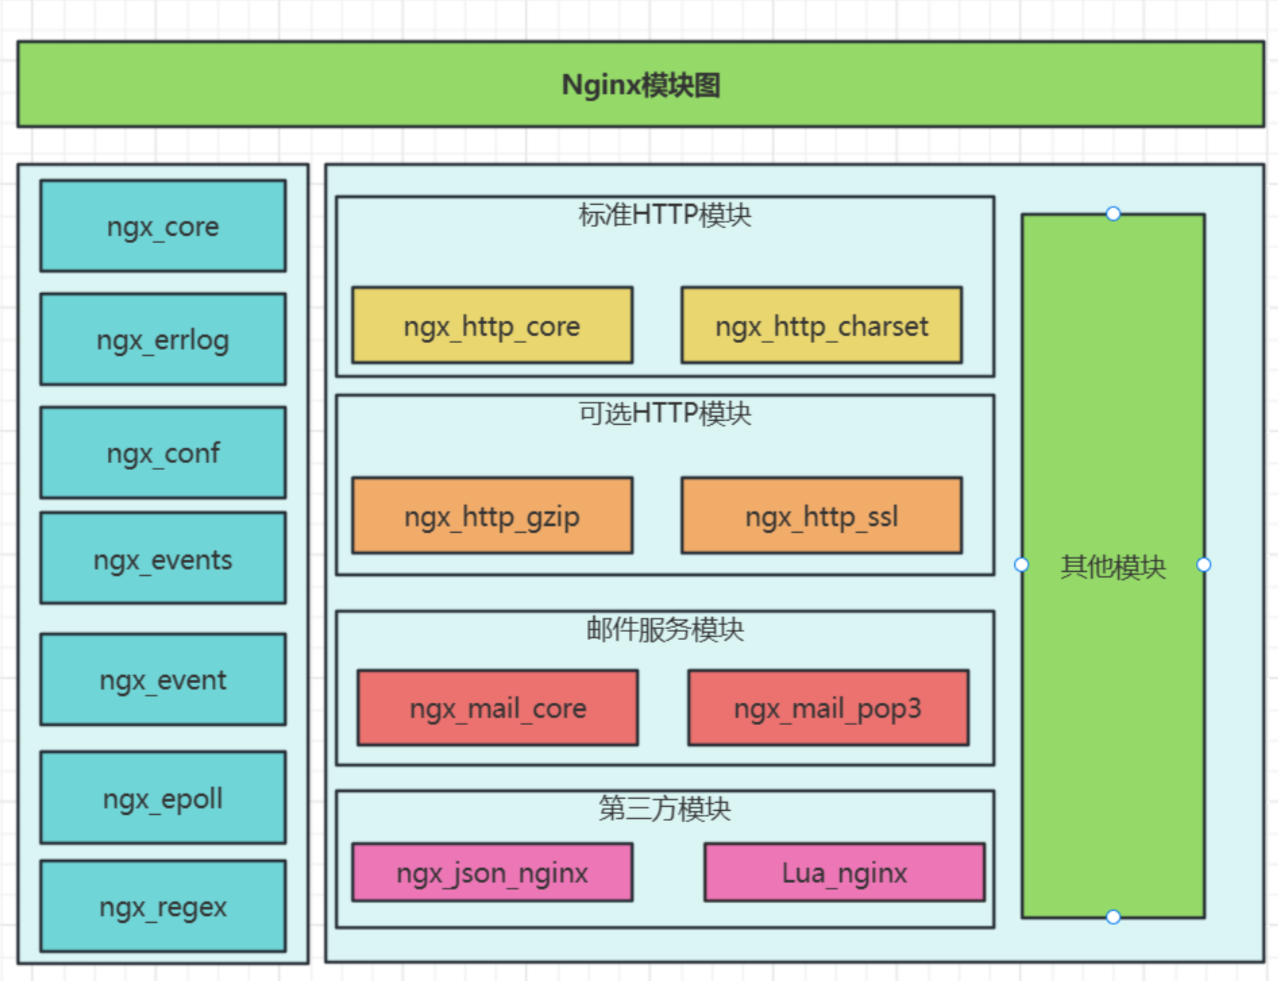 Nginx模块图
ngx_core
ngx_errlog
ngx_conf
ngx_events
ngx_event
ngx_epoll
ngx_regex
标准HTTP模块
ngx_http_core
ngx_http_charset
可选HTTP模块
ngx_http_gzip
ngx_http_ssl
邮件服务模块
ngx_mail_core
ngx_mail_pop3
第三方模块
ngx_json_nginx
Lua_nginx
其他模块